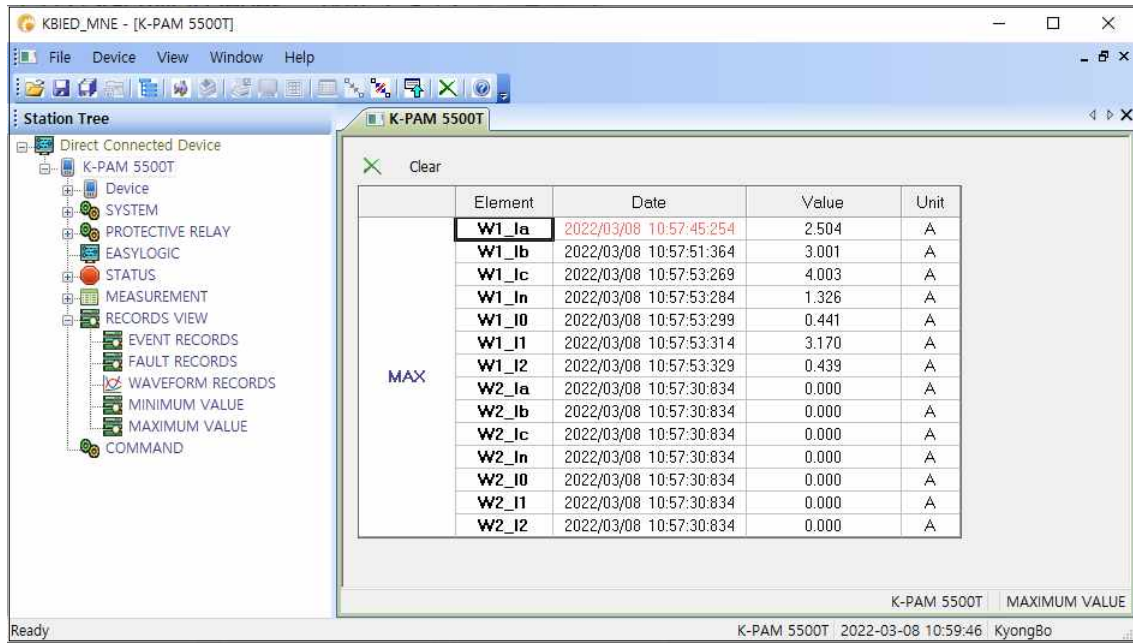 KBIED_MNE - [K-PAM 5500T]
File Device View Window Help
Station Tree
K-PAM 5500T
Direct Connected Device
K-PAM 5500T
Device
SYSTEM
PROTECTIVE RELAY
EASYLOGIC
STATUS
MEASUREMENT
RECORDS VIEW
EVENT RECORDS
FAULT RECORDS
WAVEFORM RECORDS
MINIMUM VALUE
MAXIMUM VALUE
COMMAND
Clear
Element Date Value Unit
MAX
W1_Ia 2022/03/08 10:57:45:254 2.504 A
W1_Ib 2022/03/08 10:57:51:364 3.001 A
W1_Ic 2022/03/08 10:57:53:269 4.003 A
W1_In 2022/03/08 10:57:53:284 1.326 A
W1_I0 2022/03/08 10:57:53:299 0.441 A
W1_I1 2022/03/08 10:57:53:314 3.170 A
W1_I2 2022/03/08 10:57:53:329 0.439 A
W2_Ia 2022/03/08 10:57:30:834 0.000 A
W2_Ib 2022/03/08 10:57:30:834 0.000 A
W2_Ic 2022/03/08 10:57:30:834 0.000 A
W2_In 2022/03/08 10:57:30:834 0.000 A
W2_I0 2022/03/08 10:57:30:834 0.000 A
W2_I1 2022/03/08 10:57:30:834 0.000 A
W2_I2 2022/03/08 10:57:30:834 0.000 A
K-PAM 5500T MAXIMUM VALUE
Ready K-PAM 5500T 2022-03-08 10:59:46 KyongBo